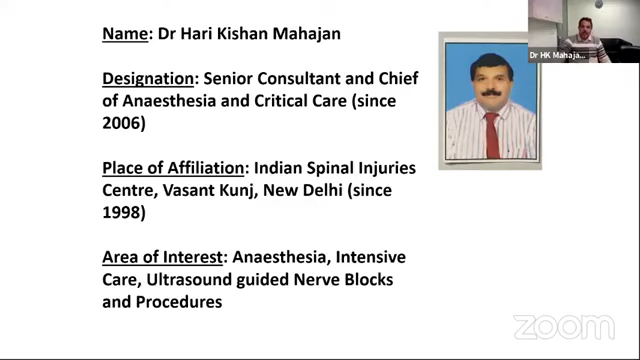 Name: Dr Hari Kishan Mahajan
Dr HK Mahaja...
Designation: Senior Consultant and Chief
of Anaesthesia and Critical Care (since
2006)
Place of Affiliation: Indian Spinal Injuries
Centre, Vasant Kunj, New Delhi (since
1998)
Area of Interest: Anaesthesia, Intensive
Care, Ultrasound guided Nerve Blocks
and Procedures
zoom